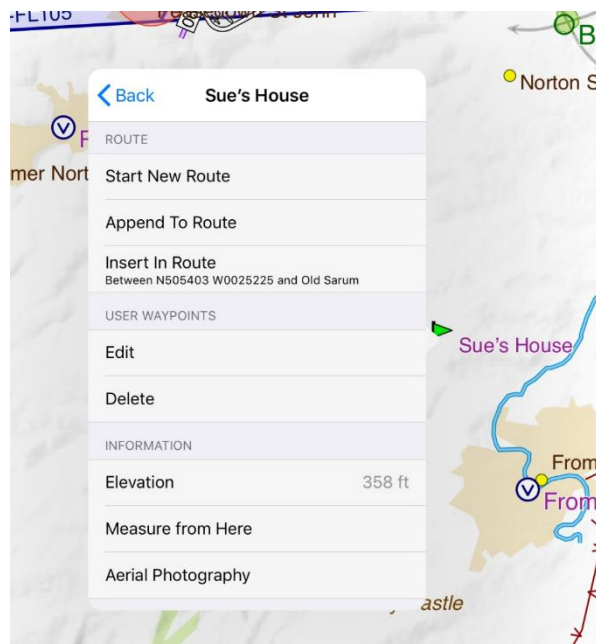 -FL105
Norton S
Back
Sue's House
ROUTE
mer Nort
Start New Route
Append To Route
Insert In Route
Between N505403 W0025225 and Old Sarum
USER WAYPOINTS
Sue's House
Edit
Delete
INFORMATION
From
Elevation
358 ft
From
Measure from Here
Aerial Photography
astle